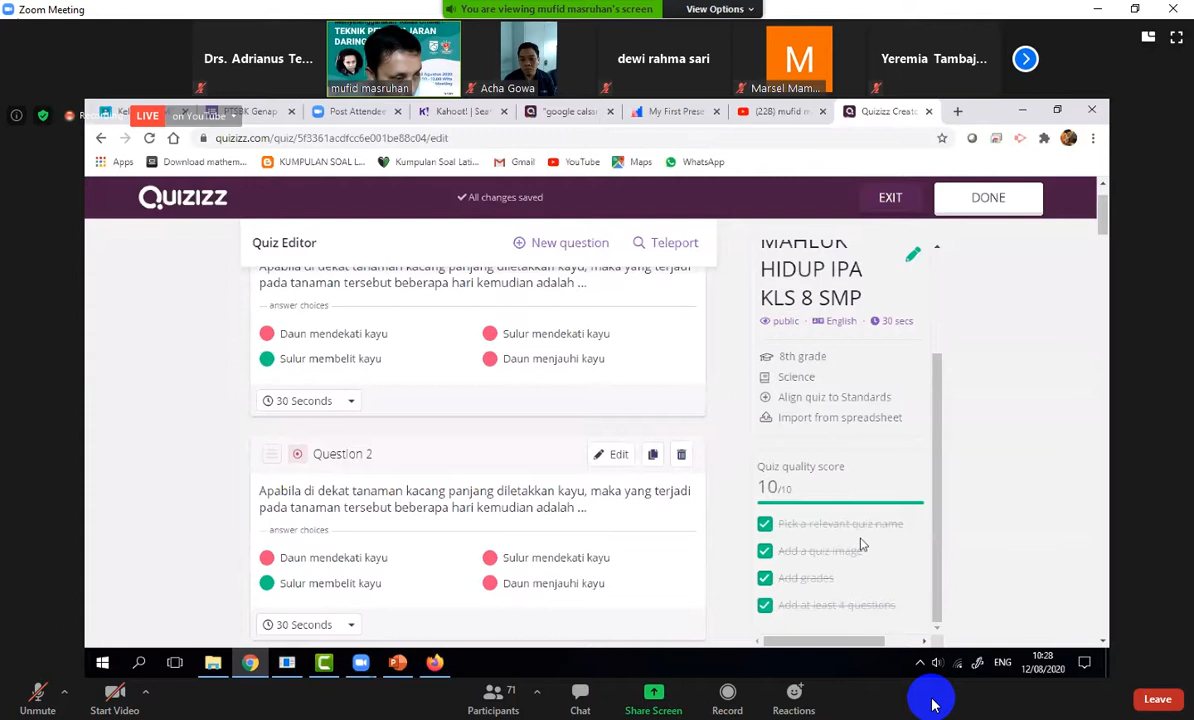 Zoom Meeting
You are viewing mufid masruhan's screen
View Options
Drs. Adrianus Te...
mufid masruhan
Acha Gowa
dewi rahma sari
M
Marsel Mam...
Yeremia Tambaj...
LIVE
on YouTube
PTSBK Genap
Post Attendee
Kahoot! | Sea
"google calss
My First Prese
(228) mufid m
Quizizz Creato
quizizz.com/quiz/5f3361acdfcc6e001be88c04/edit
Apps
Download mathem...
KUMPULAN SOAL L...
Kumpulan Soal Lati...
Gmail
YouTube
Maps
WhatsApp
Quizizz
All changes saved
EXIT
DONE
Quiz Editor
New question
Teleport
Apabila di dekat tanaman kacang panjang diletakkan kayu, maka yang terjadi
pada tanaman tersebut beberapa hari kemudian adalah ...
answer choices
Daun mendekati kayu
Sulur mendekati kayu
Sulur membelit kayu
Daun menjauhi kayu
30 Seconds
Question 2
Edit
Apabila di dekat tanaman kacang panjang diletakkan kayu, maka yang terjadi
pada tanaman tersebut beberapa hari kemudian adalah ...
answer choices
Daun mendekati kayu
Sulur mendekati kayu
Sulur membelit kayu
Daun menjauhi kayu
30 Seconds
MAHLUK
HIDUP IPA
KLS 8 SMP
public · English · 30 secs
8th grade
Science
Align quiz to Standards
Import from spreadsheet
Quiz quality score
10/10
Pick a relevant quiz name
Add a quiz image
Add grades
Add at least 4 questions
ENG
10:28
12/08/2020
Unmute
Start Video
71
Participants
Chat
Share Screen
Record
Reactions
Leave